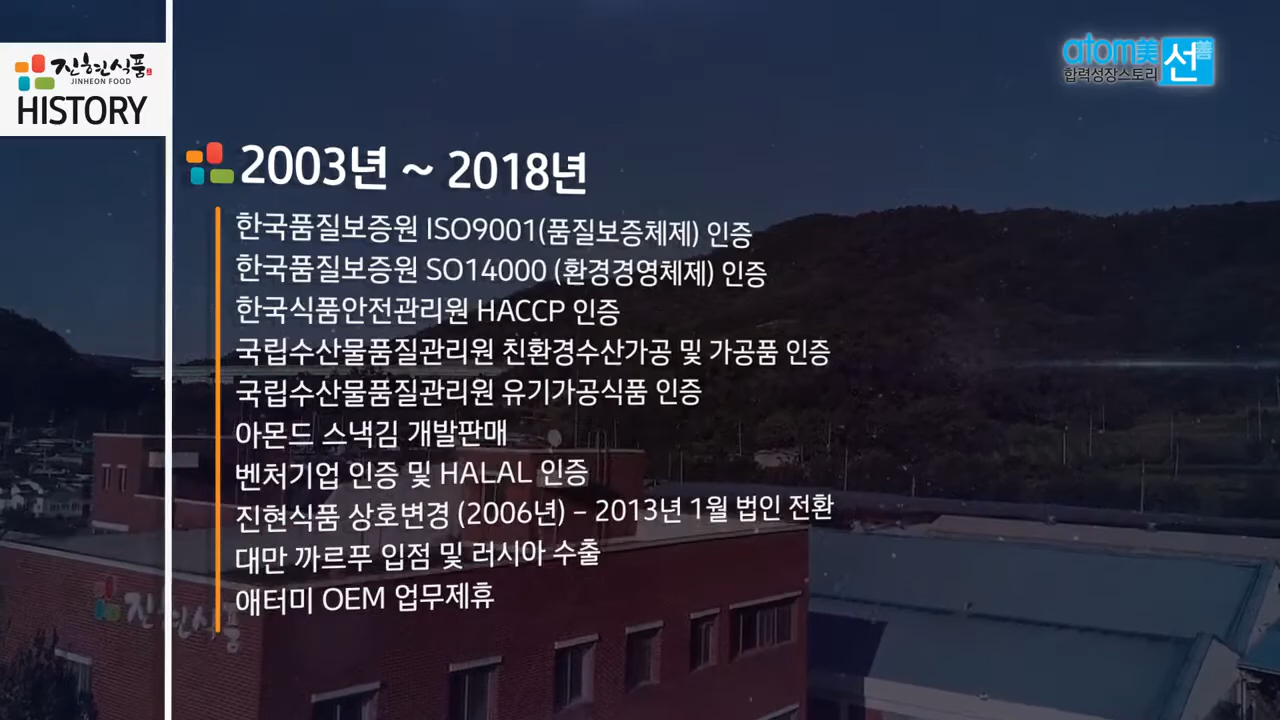 진현식품
JINHEON FOOD
HISTORY
atom美
합력성장스토리
선善
2003년 ~ 2018년
한국품질보증원 ISO9001(품질보증체제) 인증
한국품질보증원 SO14000 (환경경영체제) 인증
한국식품안전관리원 HACCP 인증
국립수산물품질관리원 친환경수산가공 및 가공품 인증
국립수산물품질관리원 유기가공식품 인증
아몬드 스낵김 개발판매
벤처기업 인증 및 HALAL 인증
진현식품 상호변경 (2006년) – 2013년 1월 법인 전환
대만 까르푸 입점 및 러시아 수출
애터미 OEM 업무제휴
진현식품